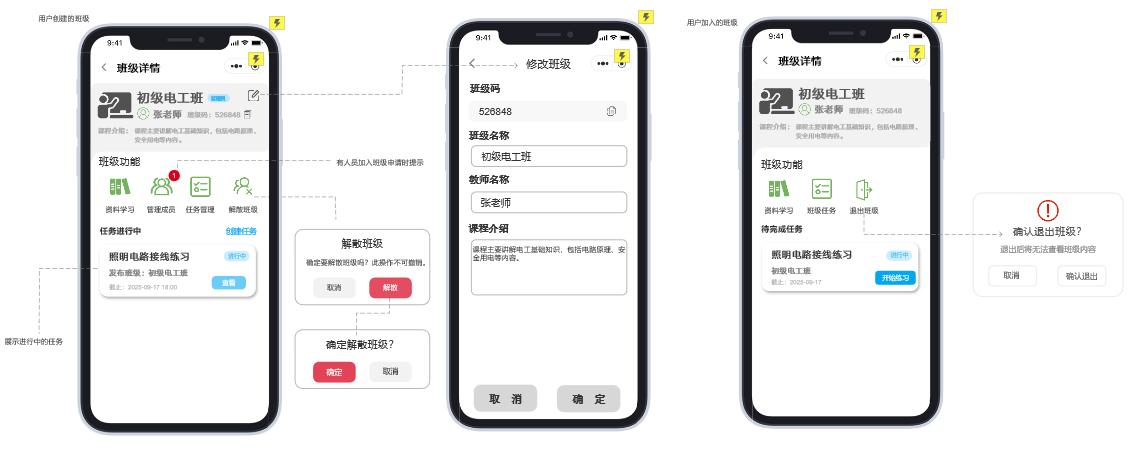 用户创建的班级
9:41
班级详情
初级电工班
张老师
班级码：526848
课程介绍：
课程主要讲解电工基础知识，包括电路原理、
安全用电等内容。
班级功能
1
资料学习
管理成员
任务管理
解散班级
任务进行中
创建任务
照明电路接线练习
进行中
发布班级：初级电工班
截止：2025-09-17 18:00
查看
展示进行中的任务
有人员加入班级申请时提示
解散班级
确定要解散班级吗？此操作不可撤销。
取消
解散
确定解散班级？
确定
取消
9:41
修改班级
班级码
526848
班级名称
初级电工班
教师名称
张老师
课程介绍
课程主要讲解电工基础知识、包括电路原理、安
全用电等内容。
取 消
确 定
用户加入的班级
9:41
班级详情
初级电工班
张老师
班级码：526848
课程介绍：
课程主要讲解电工基础知识，包括电路原理、
安全用电等内容。
班级功能
资料学习
班级任务
退出班级
待完成任务
照明电路接线练习
进行中
初级电工班
截止：2025-09-17
开始练习
确认退出班级？
退出后将无法查看班级内容
取消
确认退出